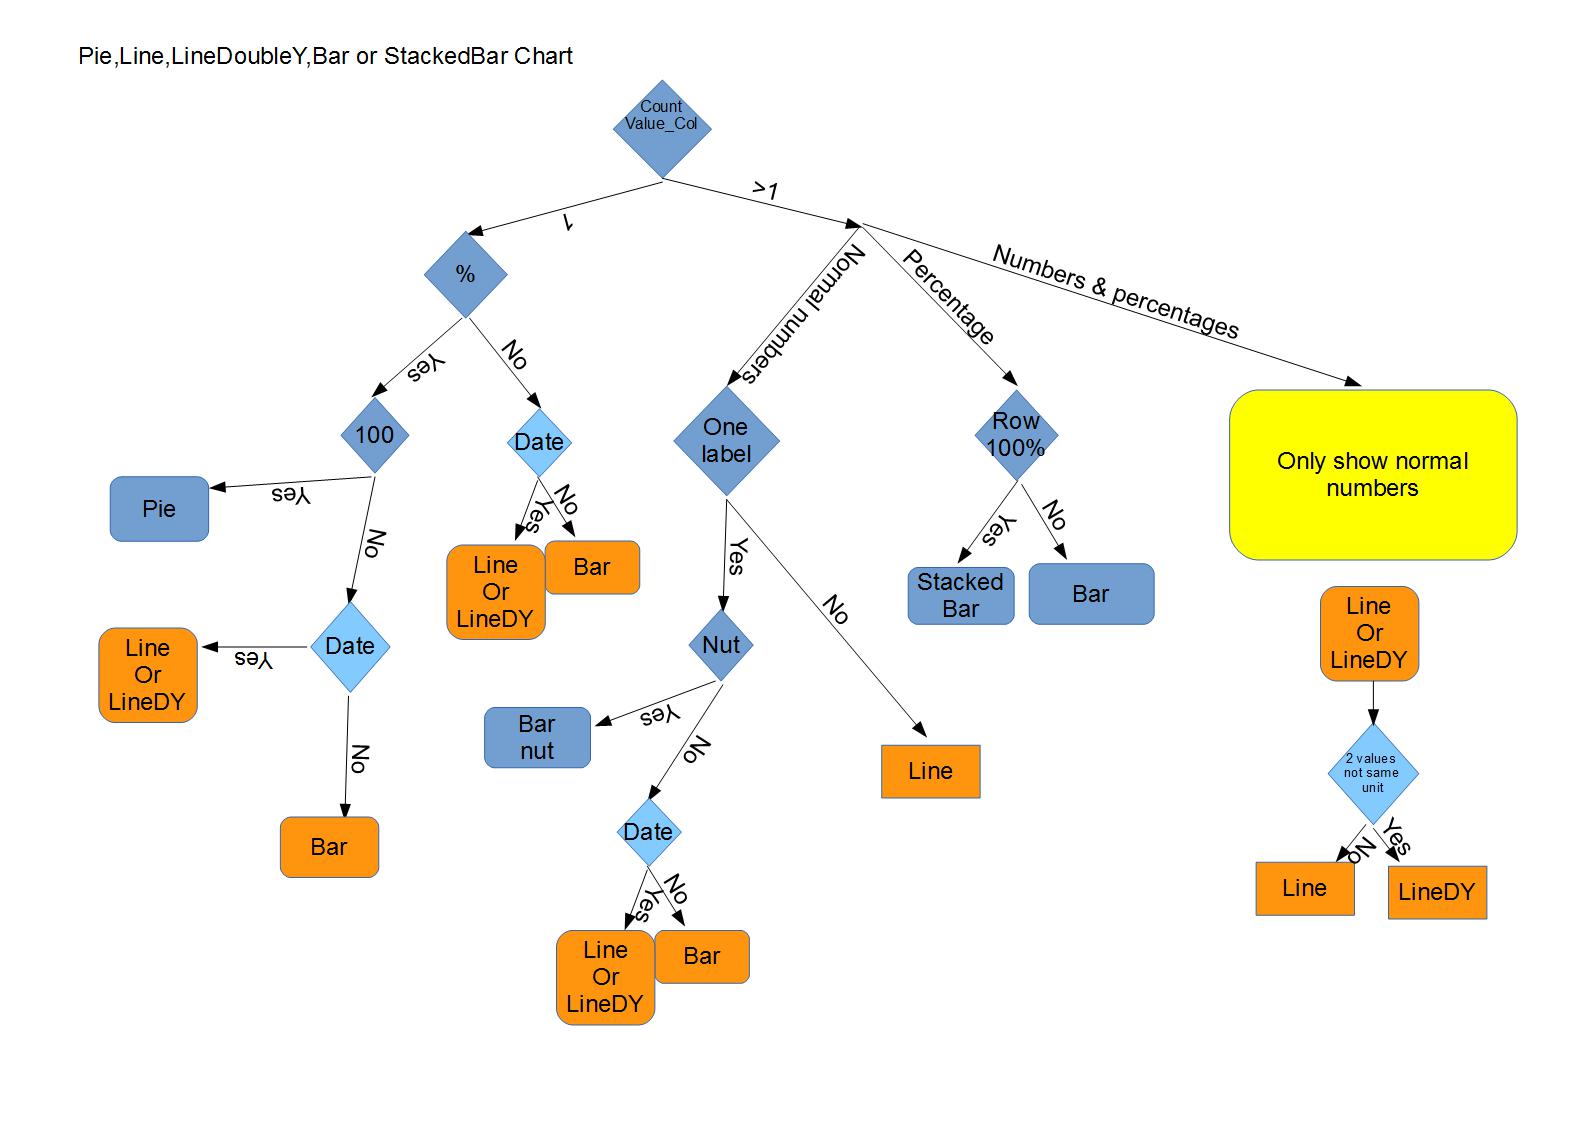 Pie,Line,LineDoubleY,Bar or StackedBar Chart
Count
Value_Col
1
>1
%
Normal numbers
Percentage
Numbers & percentages
Yes
No
100
Date
One
label
Row
100%
Only show normal
numbers
Yes
Pie
No
Yes
No
Line
Or
LineDY
Bar
Yes
No
Yes
No
Stacked
Bar
Bar
Line
Or
LineDY
Date
Yes
Line
Or
LineDY
No
Nut
Yes
Bar
nut
No
Line
2 values
not same
unit
Bar
Date
No
Yes
Line
LineDY
Yes
No
Line
Or
LineDY
Bar